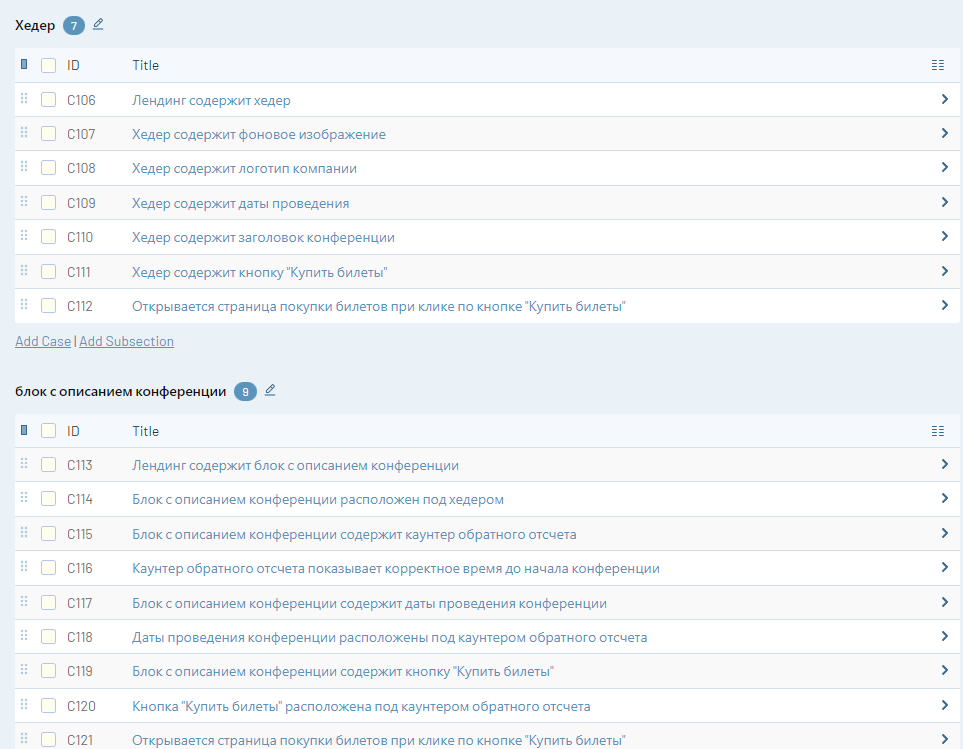 Хедер 7
ID Title
C106 Лендинг содержит хедер
C107 Хедер содержит фоновое изображение
C108 Хедер содержит логотип компании
C109 Хедер содержит даты проведения
C110 Хедер содержит заголовок конференции
C111 Хедер содержит кнопку "Купить билеты"
C112 Открывается страница покупки билетов при клике по кнопке "Купить билеты"
Add Case | Add Subsection
блок с описанием конференции 9
ID Title
C113 Лендинг содержит блок с описанием конференции
C114 Блок с описанием конференции расположен под хедером
C115 Блок с описанием конференции содержит каунтер обратного отсчета
C116 Каунтер обратного отсчета показывает корректное время до начала конференции
C117 Блок с описанием конференции содержит даты проведения конференции
C118 Даты проведения конференции расположены под каунтером обратного отсчета
C119 Блок с описанием конференции содержит кнопку "Купить билеты"
C120 Кнопка "Купить билеты" расположена под каунтером обратного отсчета
C121 Открывается страница покупки билетов при клике по кнопке "Купить билеты"